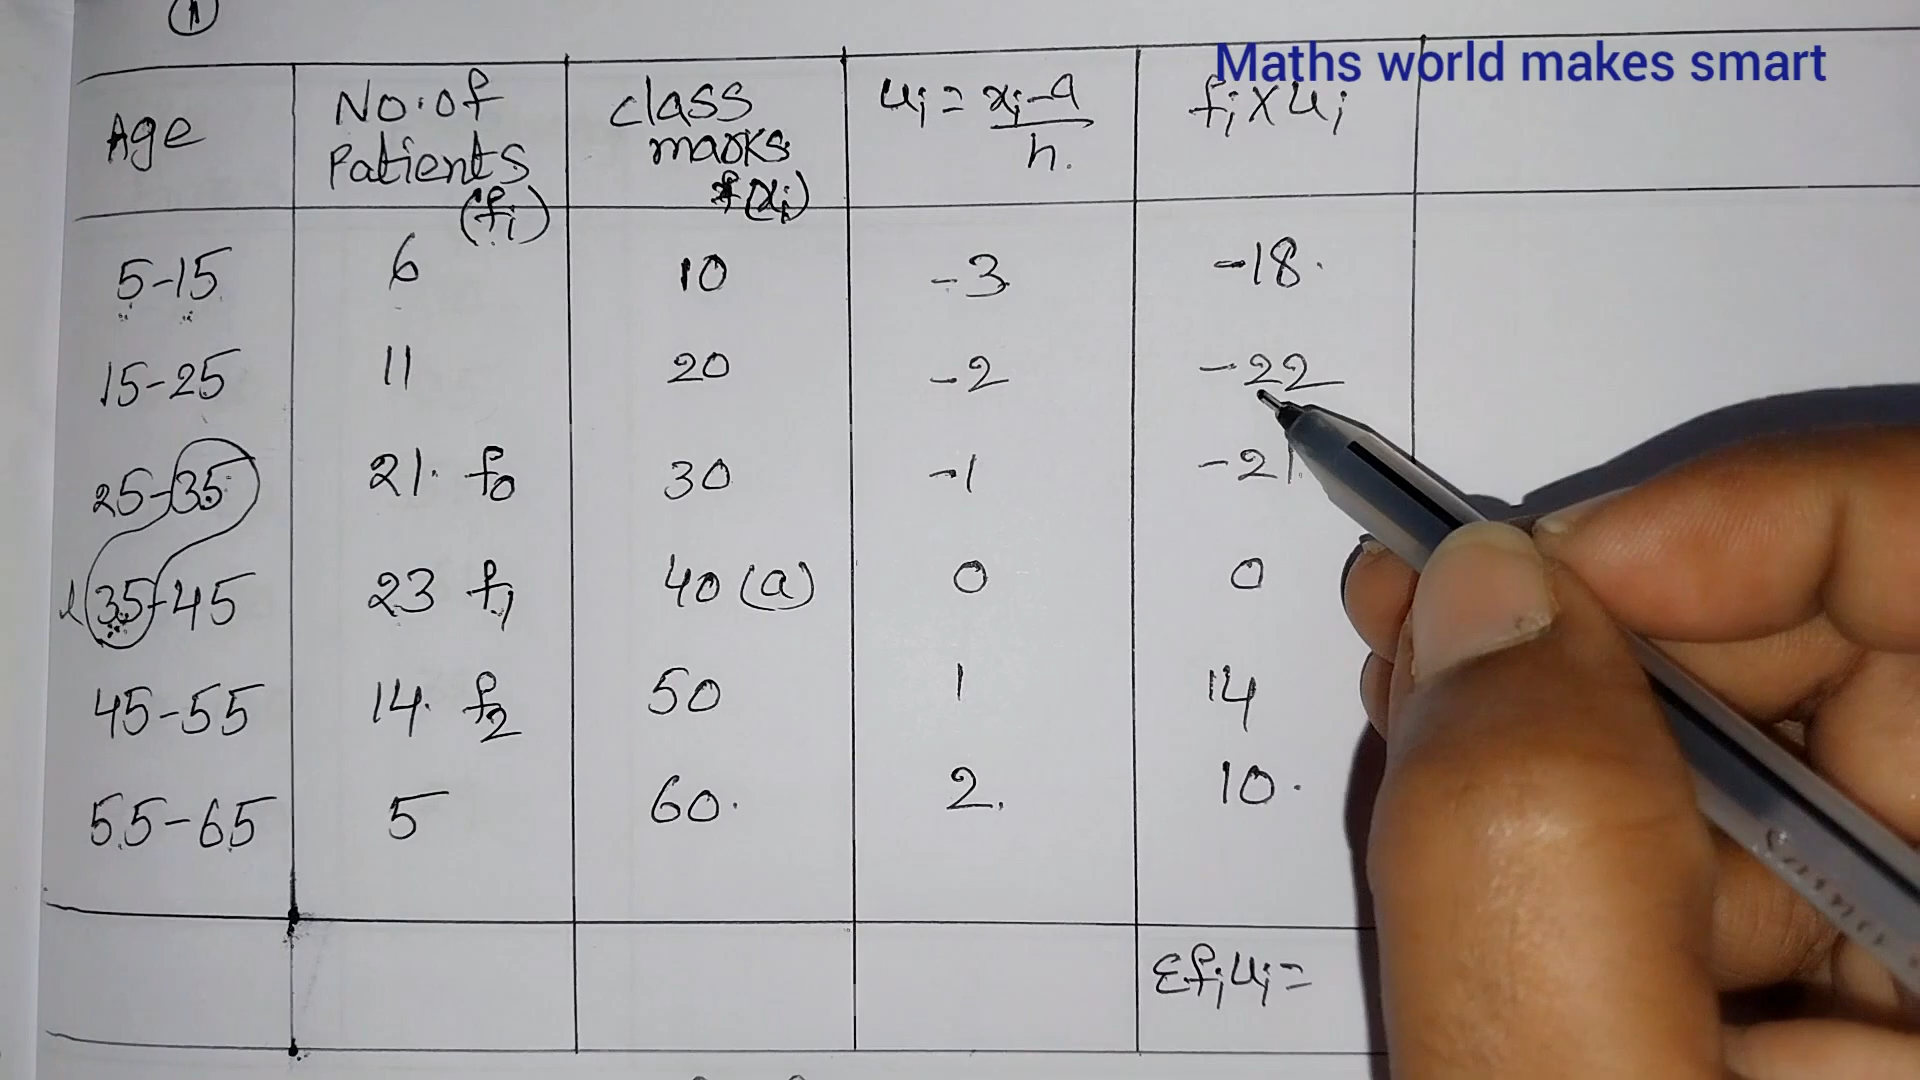 1
Maths world makes smart
Age No. of Patients (fi) class marks (xi) ui = xi-a/h. fi x ui
5-15 6 10 -3 -18.
15-25 11 20 -2 -22
25-35 21. f0 30 -1 -21
l 35-45 23 f1 40 (a) 0 0
45-55 14. f2 50 1 14
55-65 5 60. 2. 10.
Σfiui =